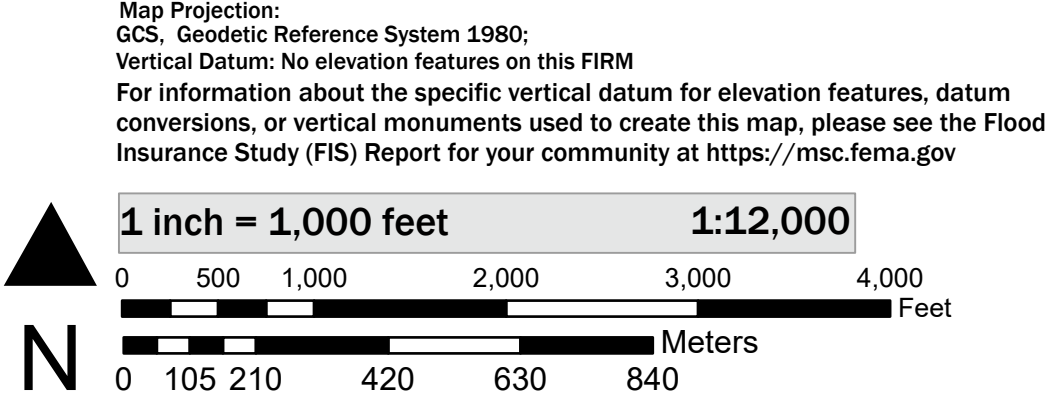 Map Projection:
GCS, Geodetic Reference System 1980;
Vertical Datum: No elevation features on this FIRM
For information about the specific vertical datum for elevation features, datum
conversions, or vertical monuments used to create this map, please see the Flood
Insurance Study (FIS) Report for your community at https://msc.fema.gov
1 inch = 1,000 feet 1:12,000
0 500 1,000 2,000 3,000 4,000
Feet
Meters
N
0 105 210 420 630 840